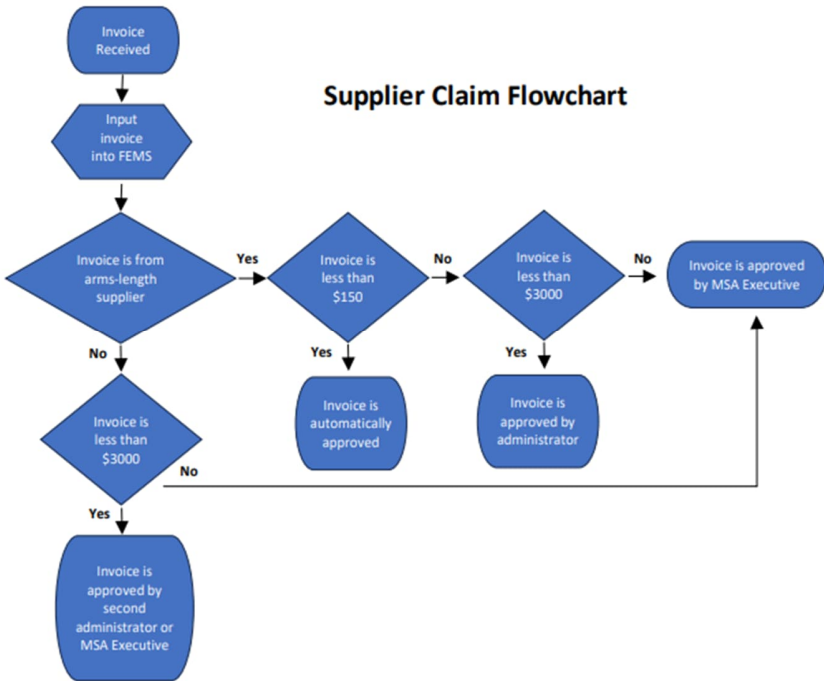 Invoice
Received
Supplier Claim Flowchart
Input
invoice
into FEMS
Invoice is from
arms-length
supplier
Yes
Invoice is
less than
$150
No
Invoice is
less than
$3000
No
Invoice is approved
by MSA Executive
No
Yes
Yes
Invoice is
less than
$3000
Invoice is
automatically
approved
Invoice is
approved by
administrator
No
Yes
Invoice is
approved by
second
administrator or
MSA Executive